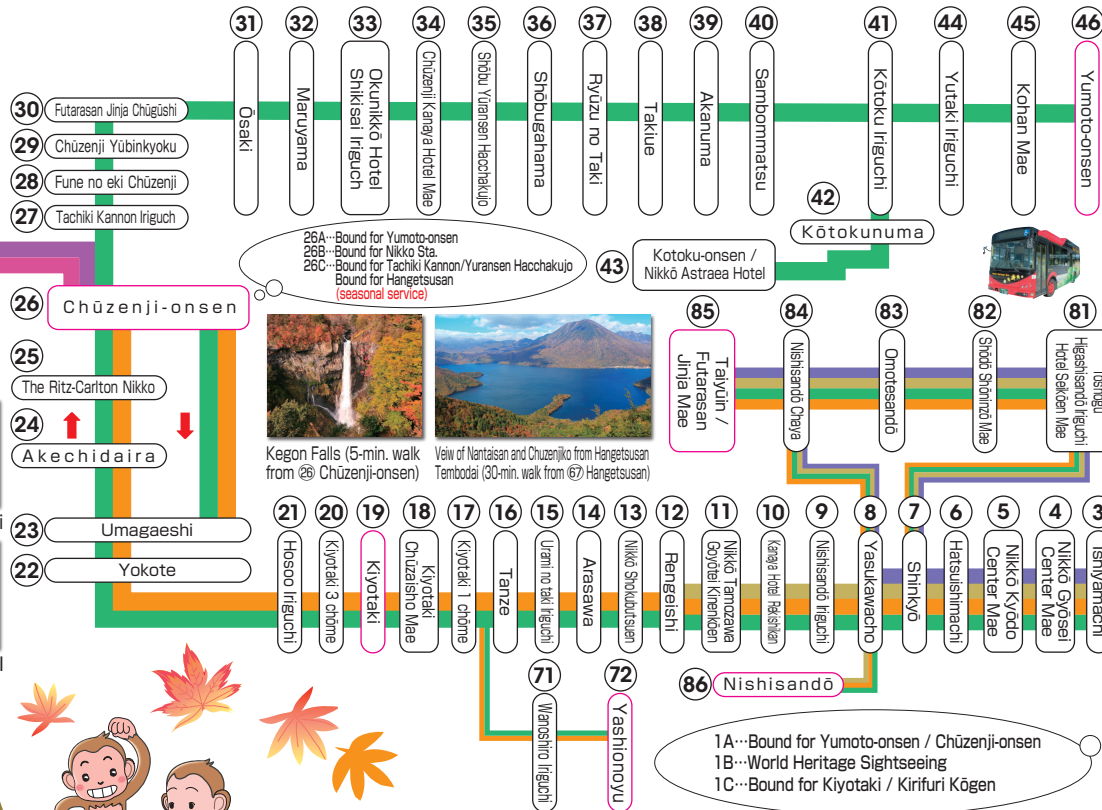 31
32
33
34
35
36
37
38
39
40
41
44
45
46
Ōsaki
Maruyama
Okunikkō Hotel
Shikisai Iriguch
Chūzenji Kanaya Hotel Mae
Shōbu Yūransen Hacchakujo
Shōbugahama
Ryūzu no Taki
Takiue
Akanuma
Sambommatsu
Kōtoku Iriguchi
Yutaki Iriguchi
Kohan Mae
Yumoto-onsen
30 Futarasan Jinja Chūgūshi
29 Chūzenji Yūbinkyoku
28 Fune no eki Chūzenji
27 Tachiki Kannon Iriguch
42
Kōtokunuma
43
Kotoku-onsen /
Nikkō Astraea Hotel
26A…Bound for Yumoto-onsen
26B…Bound for Nikko Sta.
26C…Bound for Tachiki Kannon/Yuransen Hacchakujo
Bound for Hangetsusan
(seasonal service)
26 Chūzenji-onsen
25
The Ritz-Carlton Nikko
24
Akechidaira
23 Umagaeshi
22 Yokote
Kegon Falls (5-min. walk
from 26 Chūzenji-onsen)
Veiw of Nantaisan and Chuzenjiko from Hangetsusan
Tembodai (30-min. walk from 67 Hangetsusan)
85
84
83
82
81
Taiyūin /
Futarasan
Jinja Mae
Nishisandō Chaya
Omotesandō
Shōdō Shōninzō Mae
Higashisandō Iriguchi
Hotel Seikōen Mae
21
20
19
18
17
16
15
14
13
12
11
10
9
8
7
6
5
4
3
Hosoo Iriguchi
Kiyotaki 3 chōme
Kiyotaki
Kiyotaki
Chūzaisho Mae
Kiyotaki 1 chōme
Tanze
Urami no taki Iriguchi
Arasawa
Nikkō Shokubutsuen
Rengeishi
Nikkō Tamozawa
Goyōtei Kinenkōen
Kanaya Hotel Rekishikan
Nishisandō Iriguchi
Yasukawacho
Shinkyō
Hatsuishimachi
Nikkō Kyōdo
Center Mae
Nikkō Gyōsei
Center Mae
Ishiyamachi
71
72
Wanoshiro Iriguchi
Yashionoyu
86 Nishisandō
1A…Bound for Yumoto-onsen / Chūzenji-onsen
1B…World Heritage Sightseeing
1C…Bound for Kiyotaki / Kirifuri Kōgen